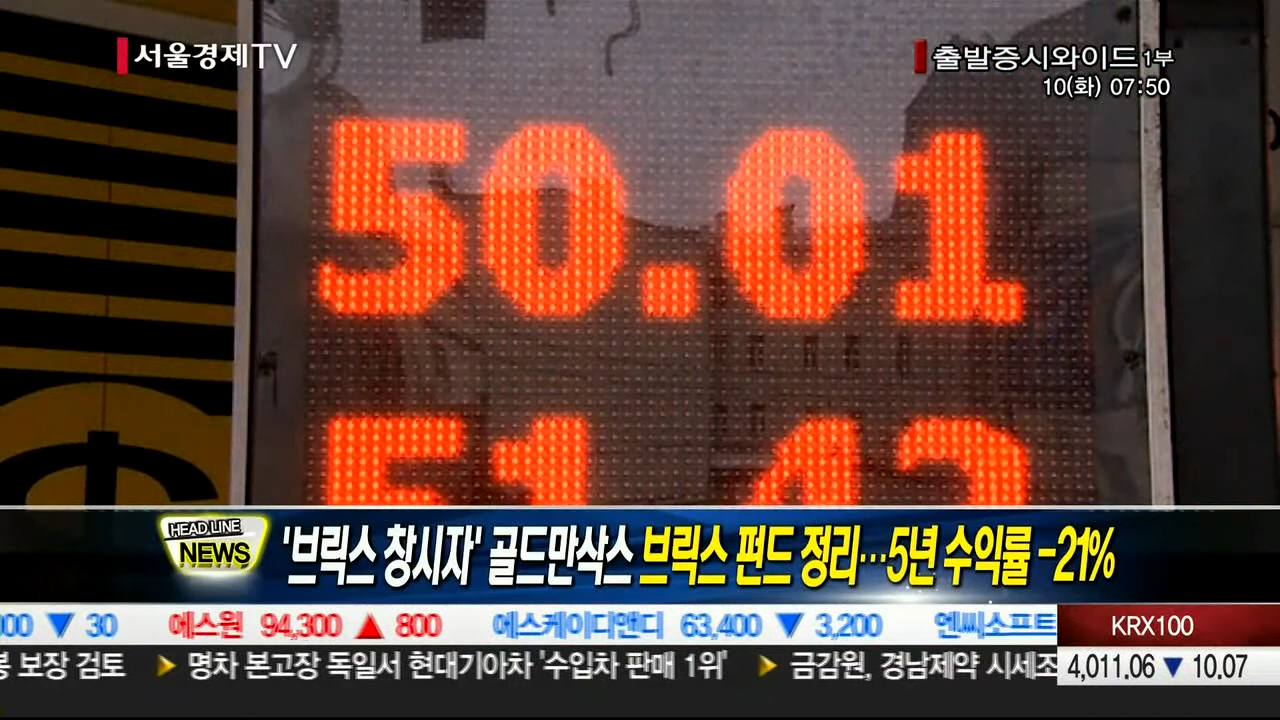 서울경제TV
출발증시와이드 1부
10(화) 07:50
50.01
51.42
HEAD LINE
NEWS
'브릭스 창시자' 골드만삭스 브릭스 펀드 정리…5년 수익률 -21%
00 ▼ 30 에스원 94,300 ▲ 800 에스케이디앤디 63,400 ▼ 3,200 엔씨소프트
KRX100
봉 보장 검토 ▶ 명차 본고장 독일서 현대기아차 '수입차 판매 1위' ▶ 금감원, 경남제약 시세조
4,011.06 ▼ 10.07